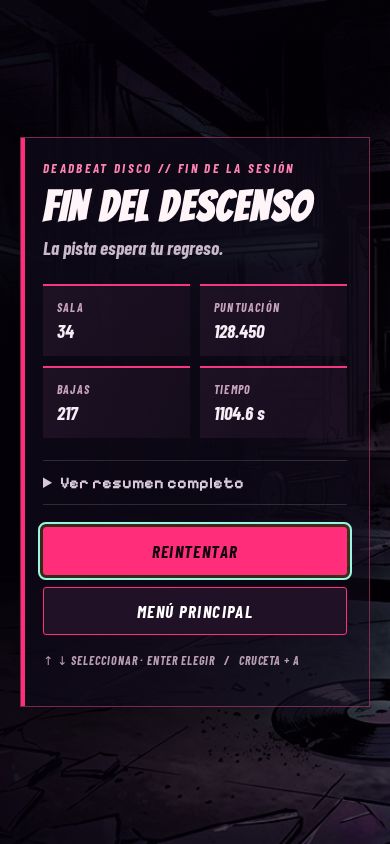 DEADBEAT DISCO // FIN DE LA SESIÓN
FIN DEL DESCENSO
La pista espera tu regreso.
SALA
34
PUNTUACIÓN
128.450
BAJAS
217
TIEMPO
1104.6 s
▶ Ver resumen completo
REINTENTAR
MENÚ PRINCIPAL
↑ ↓ SELECCIONAR · ENTER ELEGIR / CRUCETA + A